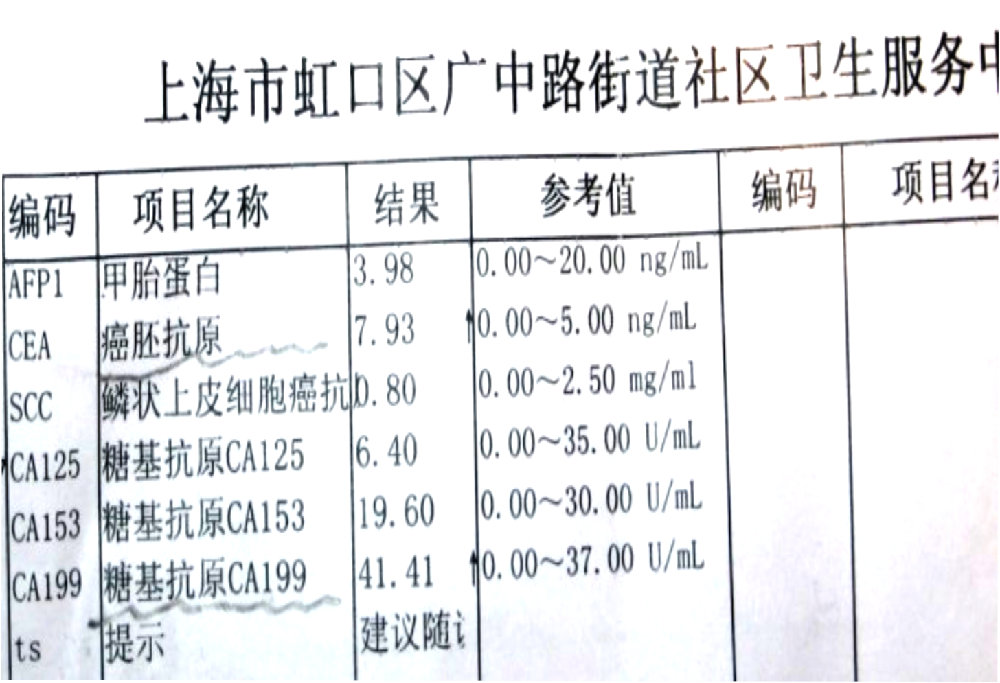 上海市虹口区广中路街道社区卫生服务中
编码 项目名称 结果 参考值 编码 项目名
AFP1 甲胎蛋白 3.98 0.00~20.00 ng/mL
CEA 癌胚抗原 7.93 ↑ 0.00~5.00 ng/mL
SCC 鳞状上皮细胞癌抗 0.80 0.00~2.50 mg/ml
CA125 糖基抗原CA125 6.40 0.00~35.00 U/mL
CA153 糖基抗原CA153 19.60 0.00~30.00 U/mL
CA199 糖基抗原CA199 41.41 ↑ 0.00~37.00 U/mL
ts 提示 建议随